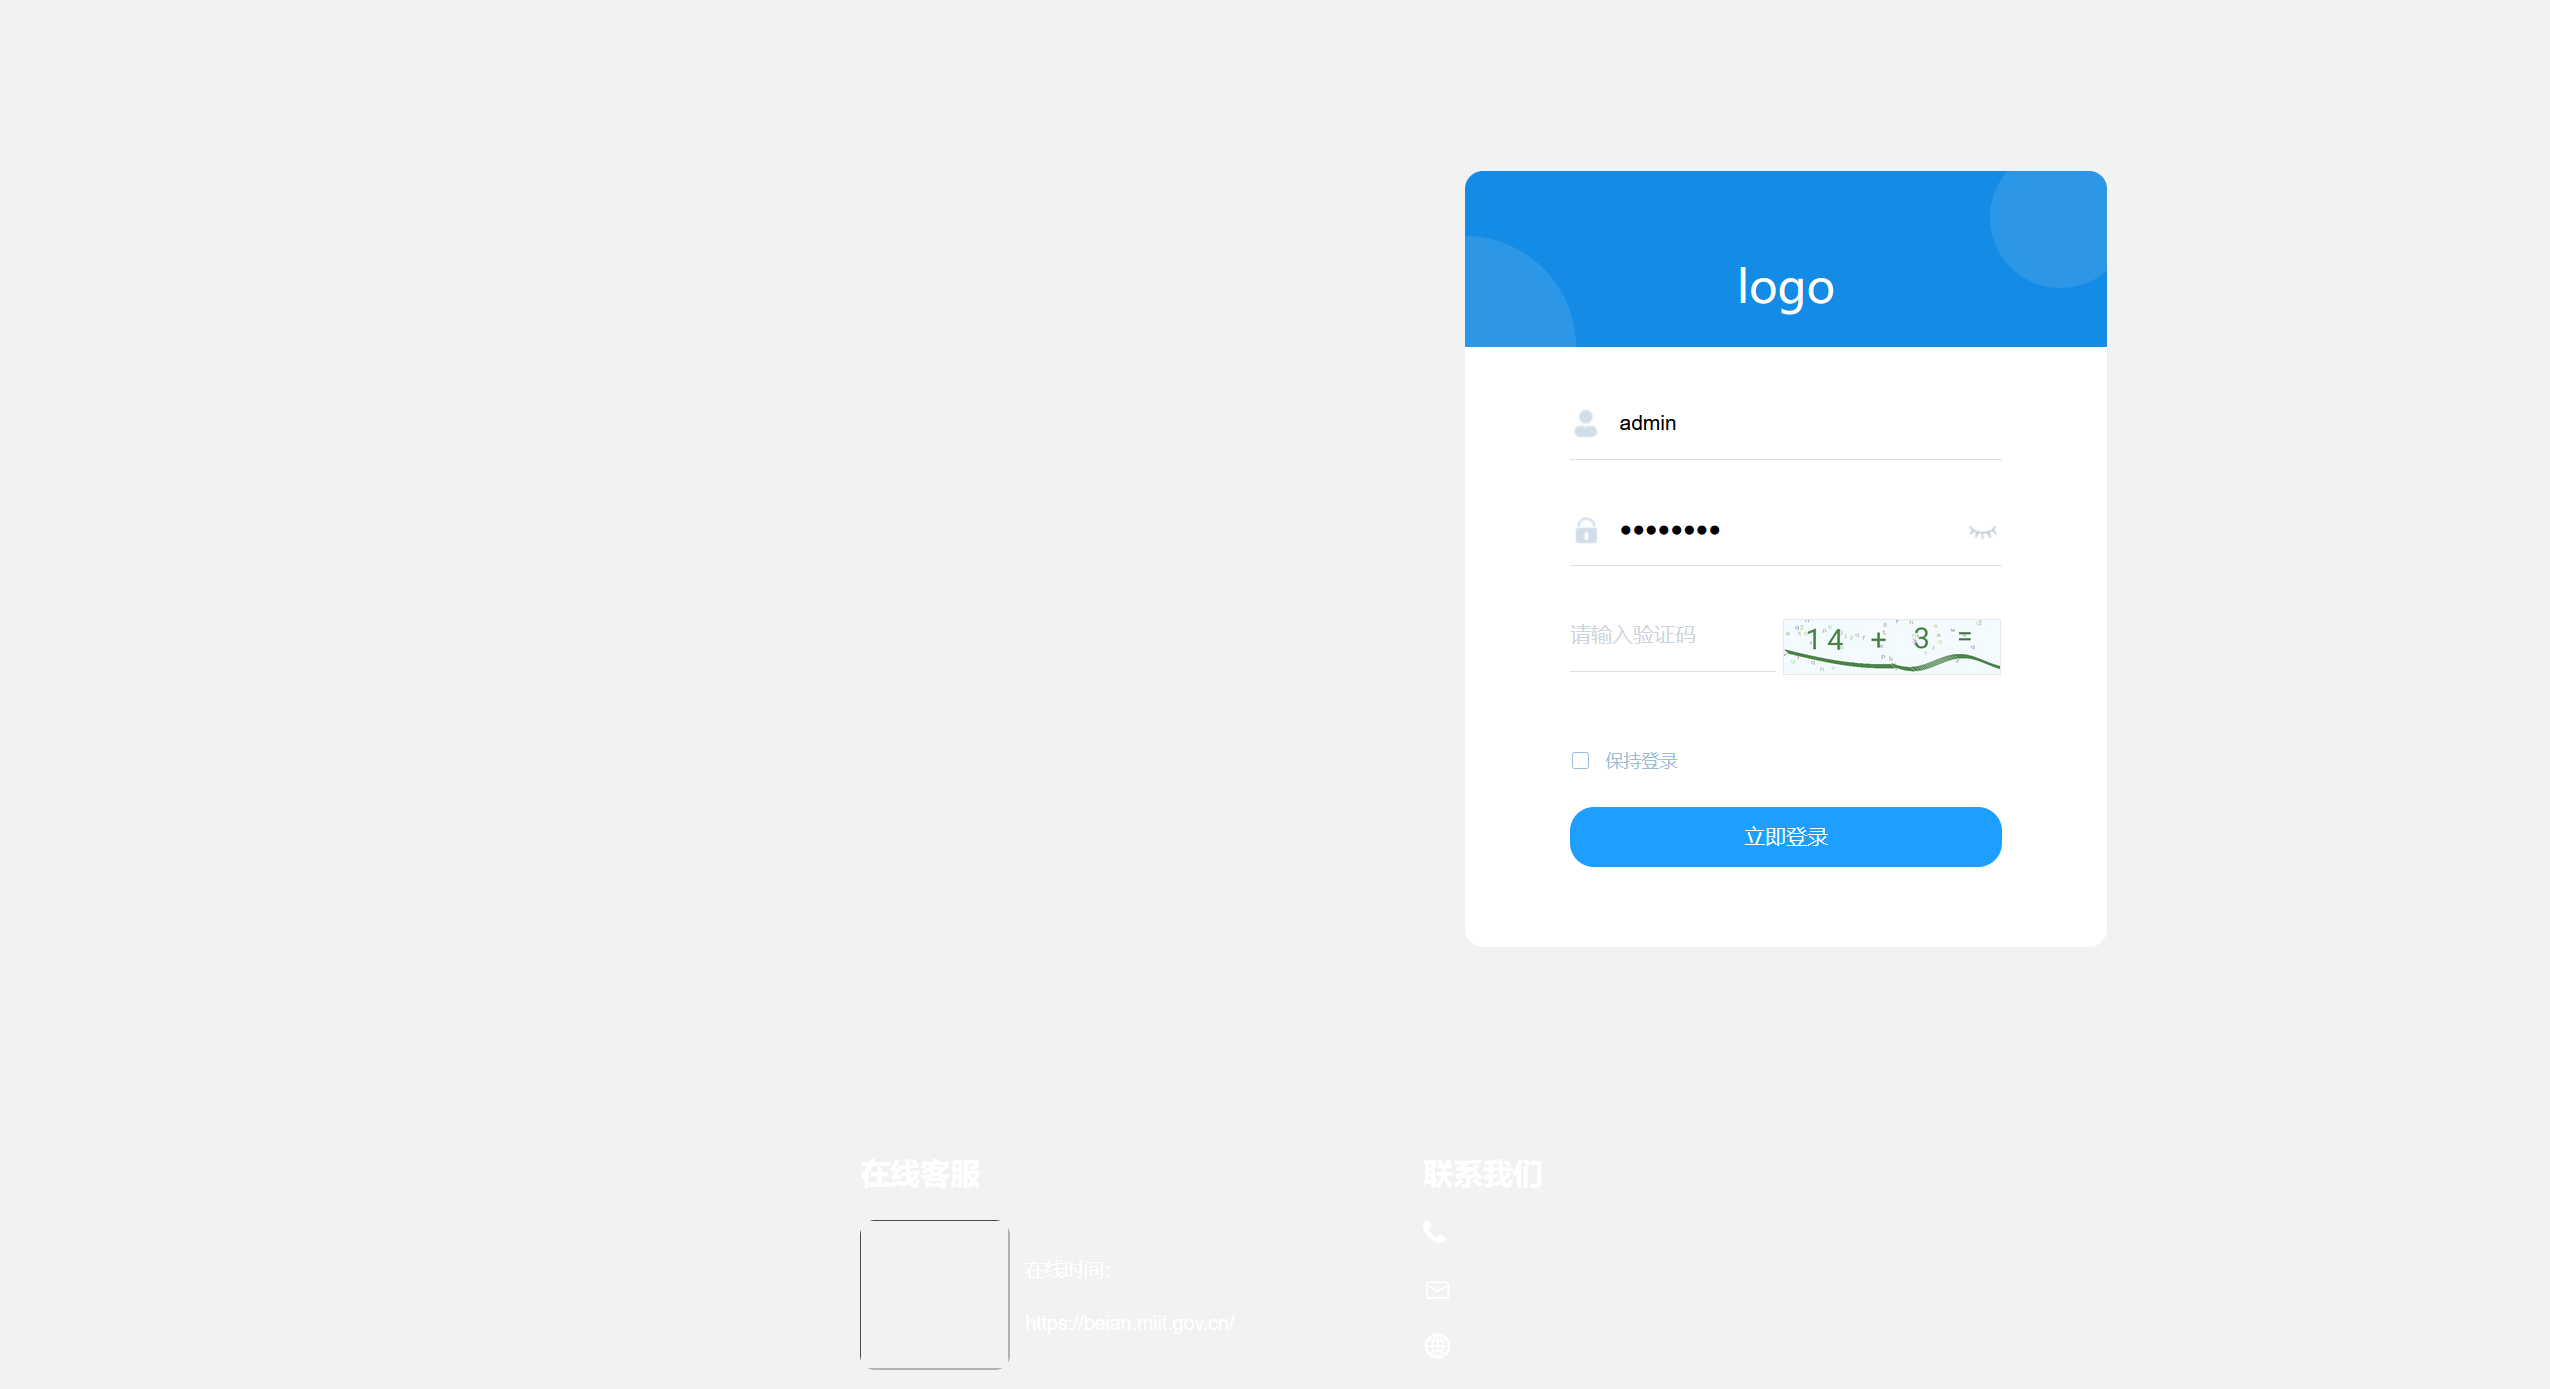 logo
admin
••••••••
请输入验证码
14 + 3 =
保持登录
立即登录
在线客服
在线时间:
https://beian.miit.gov.cn/
联系我们